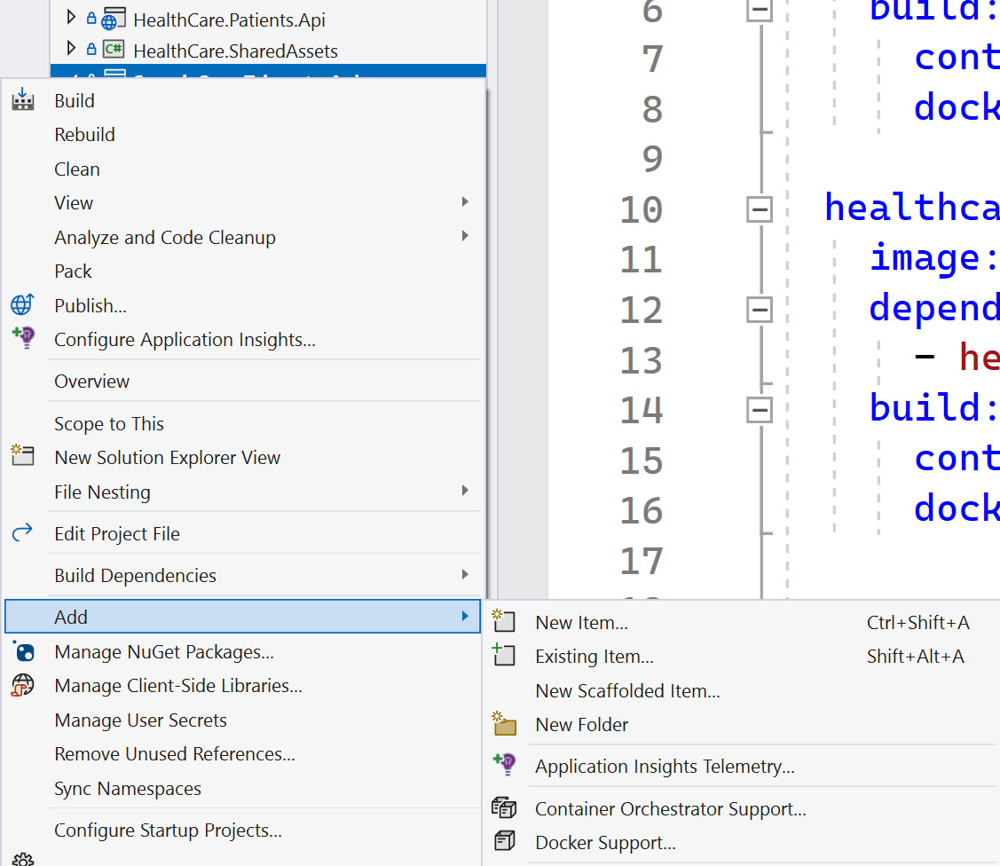 HealthCare.Patients.Api
HealthCare.SharedAssets
Build
Rebuild
Clean
View
Analyze and Code Cleanup
Pack
Publish...
Configure Application Insights...
Overview
Scope to This
New Solution Explorer View
File Nesting
Edit Project File
Build Dependencies
Add
Manage NuGet Packages...
Manage Client-Side Libraries...
Manage User Secrets
Remove Unused References...
Sync Namespaces
Configure Startup Projects...
6 build:
7 cont
8 dock
9
10 healthca
11 image:
12 depend
13 - he
14 build:
15 cont
16 dock
17
New Item... Ctrl+Shift+A
Existing Item... Shift+Alt+A
New Scaffolded Item...
New Folder
Application Insights Telemetry...
Container Orchestrator Support...
Docker Support...